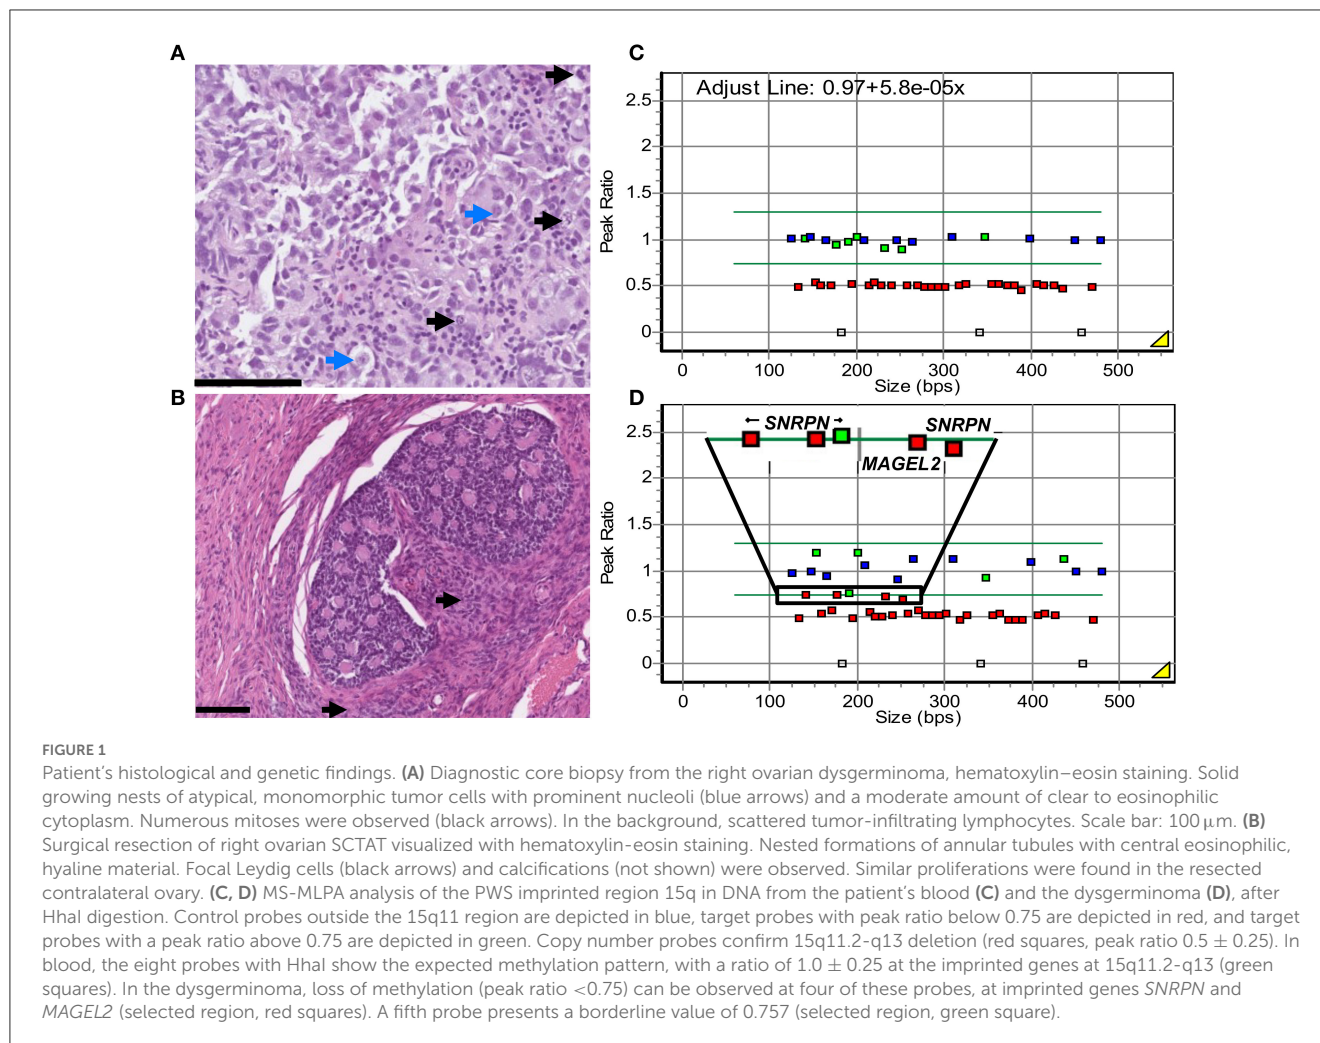 A
B
C
Adjust Line: 0.97+5.8e-05x
Peak Ratio
2.5
2
1.5
1
0.5
0
0 100 200 300 400 500
Size (bps)
D
SNRPN SNRPN
MAGEL2
Peak Ratio
2.5
2
1.5
1
0.5
0
0 100 200 300 400 500
Size (bps)
FIGURE 1
Patient's histological and genetic findings. (A) Diagnostic core biopsy from the right ovarian dysgerminoma, hematoxylin–eosin staining. Solid
growing nests of atypical, monomorphic tumor cells with prominent nucleoli (blue arrows) and a moderate amount of clear to eosinophilic
cytoplasm. Numerous mitoses were observed (black arrows). In the background, scattered tumor-infiltrating lymphocytes. Scale bar: 100 μm. (B)
Surgical resection of right ovarian SCTAT visualized with hematoxylin-eosin staining. Nested formations of annular tubules with central eosinophilic,
hyaline material. Focal Leydig cells (black arrows) and calcifications (not shown) were observed. Similar proliferations were found in the resected
contralateral ovary. (C, D) MS-MLPA analysis of the PWS imprinted region 15q in DNA from the patient's blood (C) and the dysgerminoma (D), after
HhaI digestion. Control probes outside the 15q11 region are depicted in blue, target probes with peak ratio below 0.75 are depicted in red, and target
probes with a peak ratio above 0.75 are depicted in green. Copy number probes confirm 15q11.2-q13 deletion (red squares, peak ratio 0.5 ± 0.25). In
blood, the eight probes with HhaI show the expected methylation pattern, with a ratio of 1.0 ± 0.25 at the imprinted genes at 15q11.2-q13 (green
squares). In the dysgerminoma, loss of methylation (peak ratio <0.75) can be observed at four of these probes, at imprinted genes SNRPN and
MAGEL2 (selected region, red squares). A fifth probe presents a borderline value of 0.757 (selected region, green square).